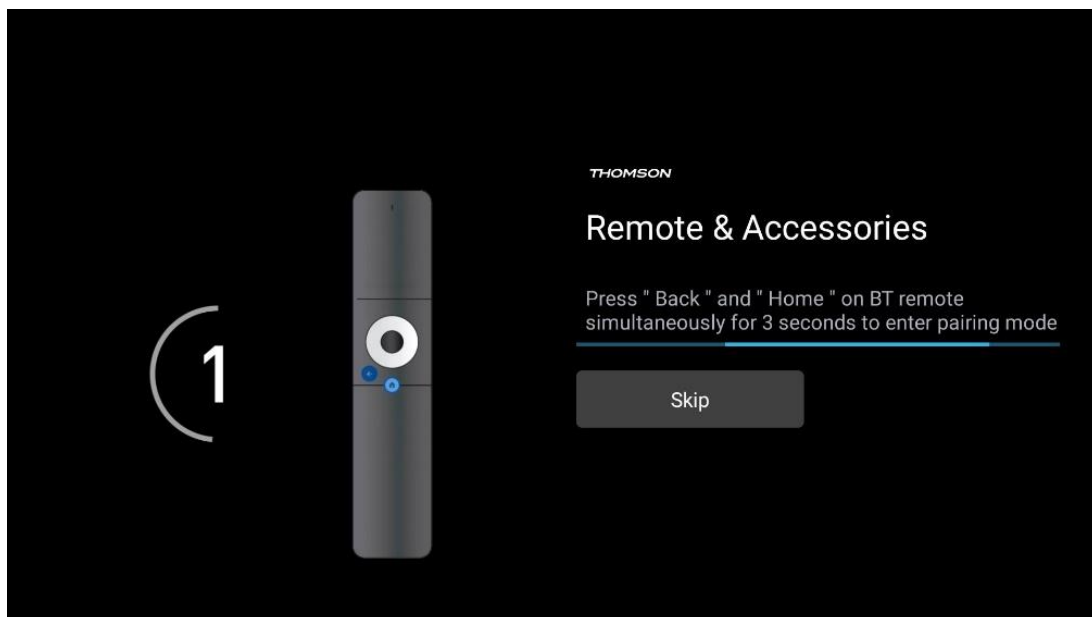 THOMSON
Remote & Accessories
Press " Back " and " Home " on BT remote
simultaneously for 3 seconds to enter pairing mode
1
Skip